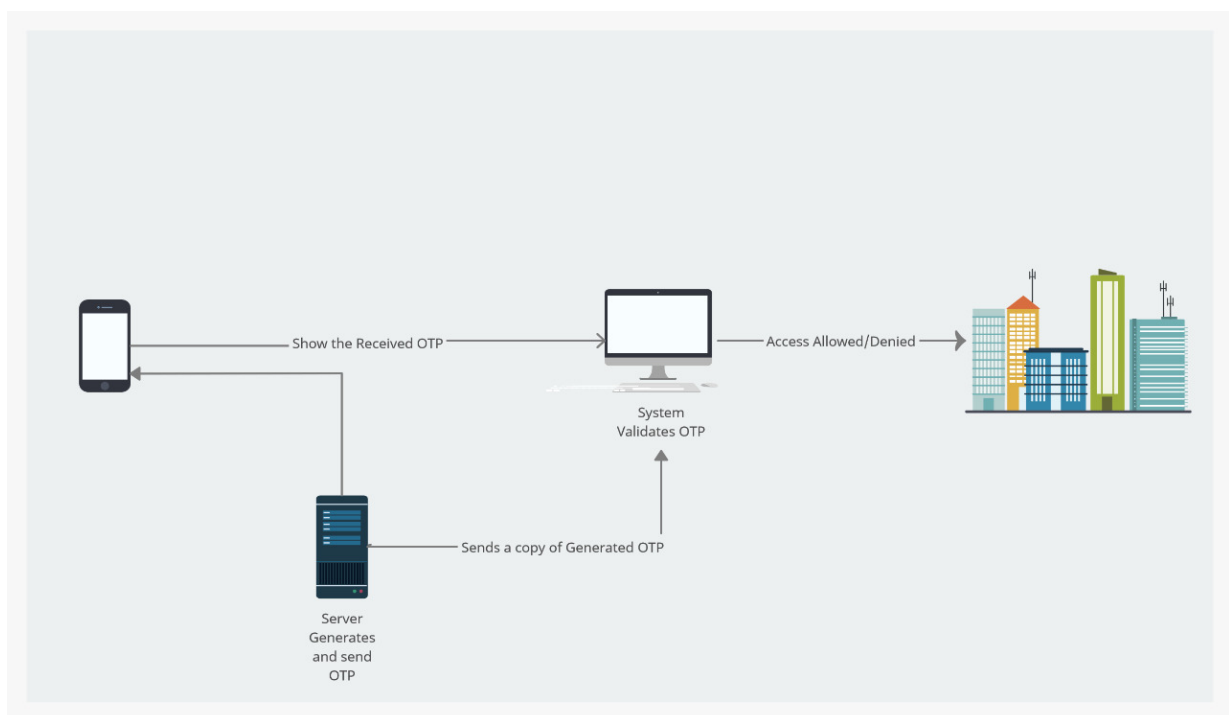 Show the Received OTP
Access Allowed/Denied
System
Validates OTP
Sends a copy of Generated OTP
Server
Generates
and send
OTP